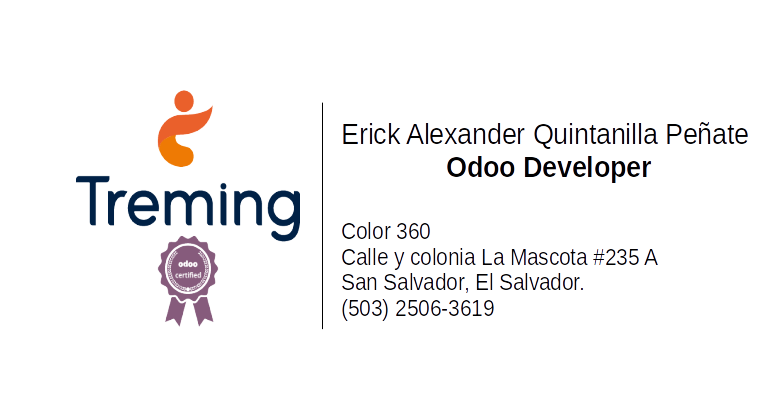 Treming
odoo
certified
Erick Alexander Quintanilla Peñate
Odoo Developer
Color 360
Calle y colonia La Mascota #235 A
San Salvador, El Salvador.
(503) 2506-3619